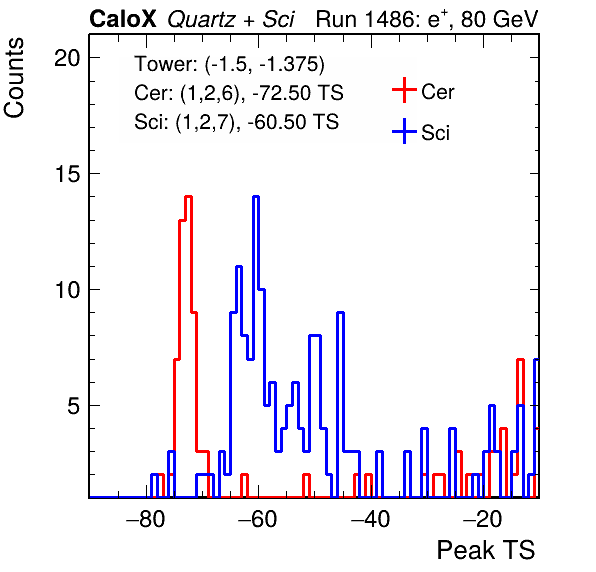 CaloX Quartz + Sci Run 1486: e+, 80 GeV
Counts
Tower: (-1.5, -1.375)
Cer: (1,2,6), -72.50 TS
Sci: (1,2,7), -60.50 TS
Cer
Sci
20
15
10
5
−80 −60 −40 −20
Peak TS